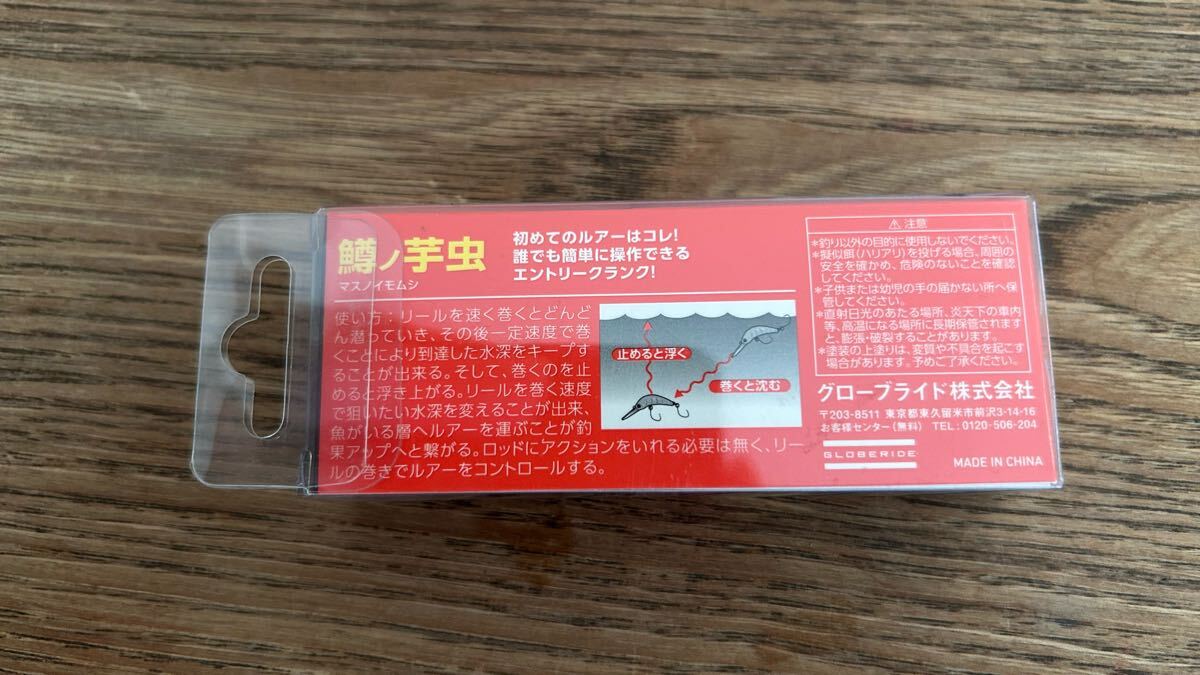 鱒ノ芋虫
マスノイモムシ
初めてのルアーはコレ!
誰でも簡単に操作できる
エントリークランク!
使い方：リールを速く巻くとどんど
ん潜っていき、その後一定速度で巻
くことにより到達した水深をキープす
ることが出来る。そして、巻くのを止
めると浮き上がる。リールを巻く速度
で狙いたい水深を変えることが出来、
魚がいる層へルアーを運ぶことが釣
果アップへと繋がる。ロッドにアクションをいれる必要は無く、リー
ルの巻きでルアーをコントロールする。
止めると浮く
巻くと沈む
⚠注意
*釣り以外の目的に使用しないでください。
*擬似餌(ハリアリ)を投げる場合、周囲の
安全を確かめ、危険のないことを確認
してください。
*子供または幼児の手の届かない所へ保
管してください。
*直射日光のあたる場所、炎天下の車内
等、高温になる場所に長期保管されます
と、膨張・破裂することがあります。
*塗装の上塗りは、変質や不具合を起こす
場合があります。予めご了承ください。
グローブライド株式会社
〒203-8511 東京都東久留米市前沢3-14-16
お客様センター(無料) TEL:0120-506-204
GLOBERIDE
MADE IN CHINA